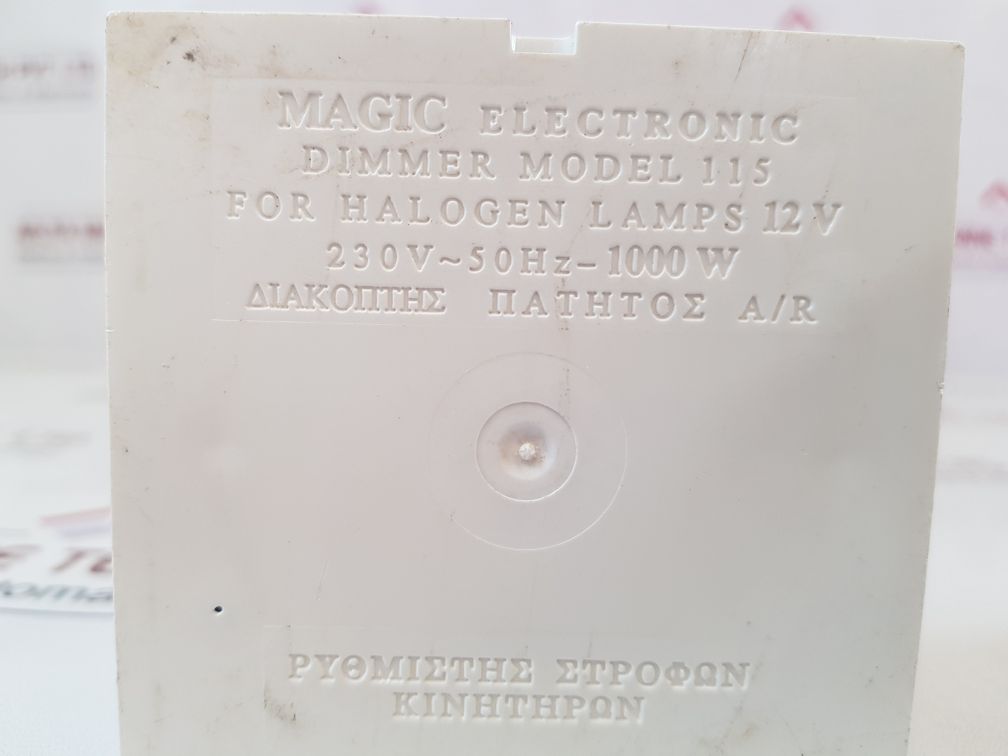 MAGIC ELECTRONIC
DIMMER MODEL 115
FOR HALOGEN LAMPS 12V
230V~50Hz-1000W
ΔΙΑΚΟΠΤΗΣ ΠΑΤΗΤΟΣ A/R
ΡΥΘΜΙΣΤΗΣ ΣΤΡΟΦΩΝ
ΚΙΝΗΤΗΡΩΝ